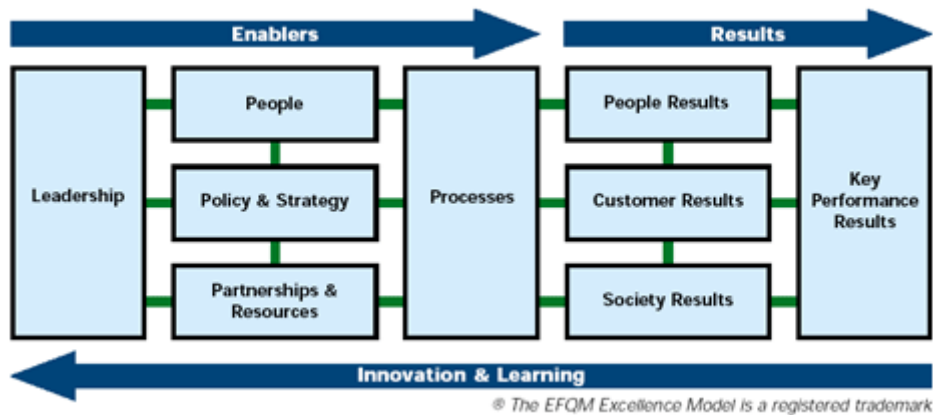 Enablers
Results
Leadership
People
Policy & Strategy
Partnerships &
Resources
Processes
People Results
Customer Results
Society Results
Key
Performance
Results
Innovation & Learning
® The EFQM Excellence Model is a registered trademark